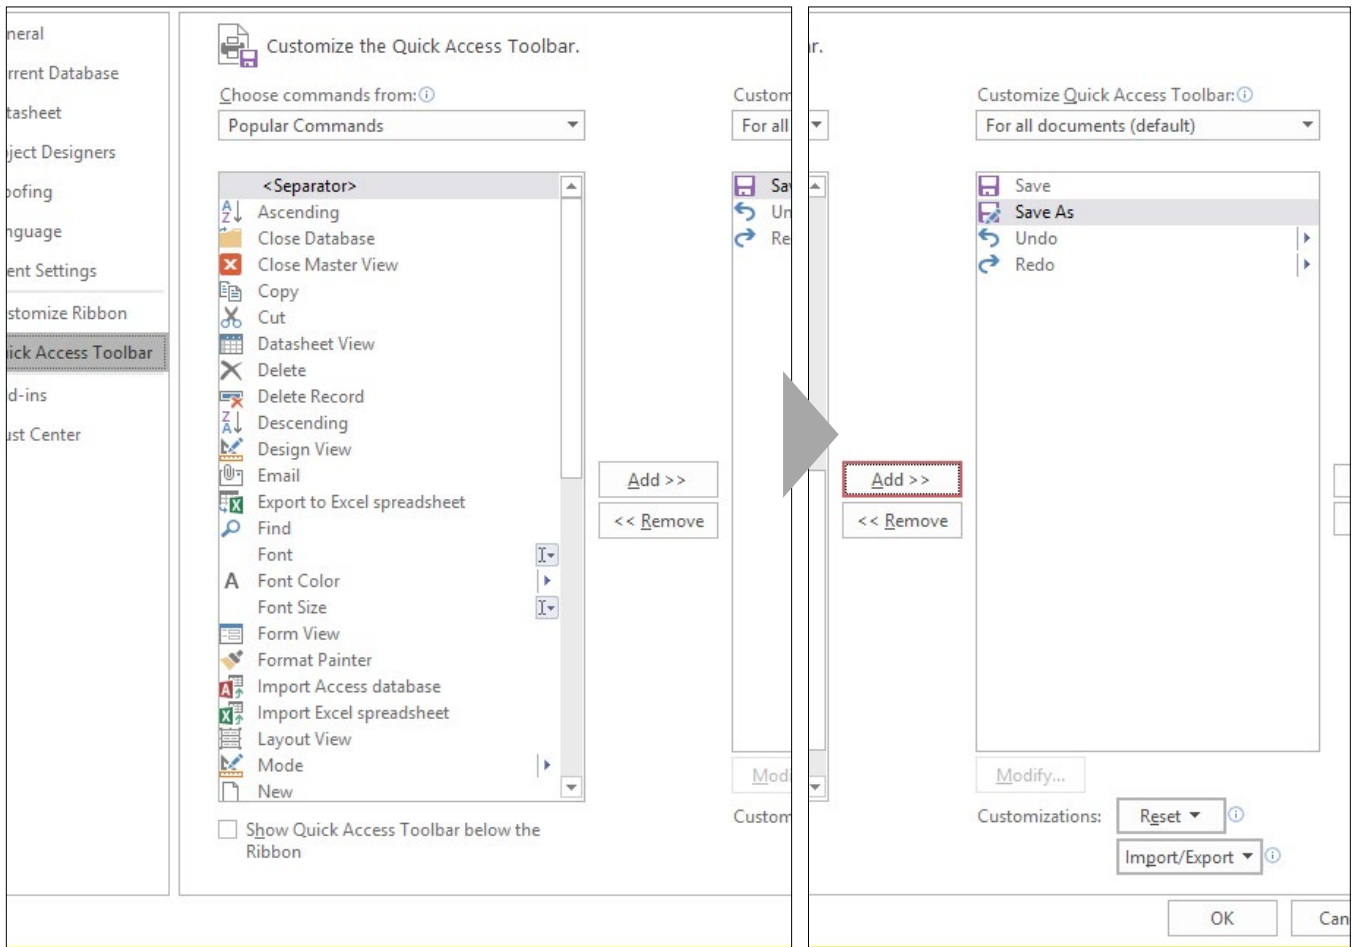 neral
rrent Database
tasheet
ject Designers
oofing
nguage
ent Settings
stomize Ribbon
ick Access Toolbar
d-ins
ust Center
Customize the Quick Access Toolbar.
Choose commands from:
Popular Commands
<Separator>
Ascending
Close Database
Close Master View
Copy
Cut
Datasheet View
Delete
Delete Record
Descending
Design View
Email
Export to Excel spreadsheet
Find
Font
Font Color
Font Size
Form View
Format Painter
Import Access database
Import Excel spreadsheet
Layout View
Mode
New
Show Quick Access Toolbar below the
Ribbon
Add >>
<< Remove
Custom
For all
Sav
Un
Re
Modi
Custom
r.
Add >>
<< Remove
Customize Quick Access Toolbar:
For all documents (default)
Save
Save As
Undo
Redo
Modify...
Customizations:
Reset
Import/Export
OK
Can